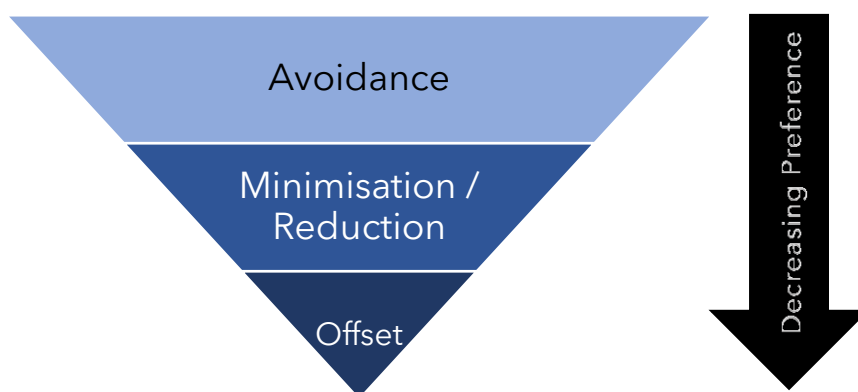 Avoidance
Minimisation /
Reduction
Offset
Decreasing Preference